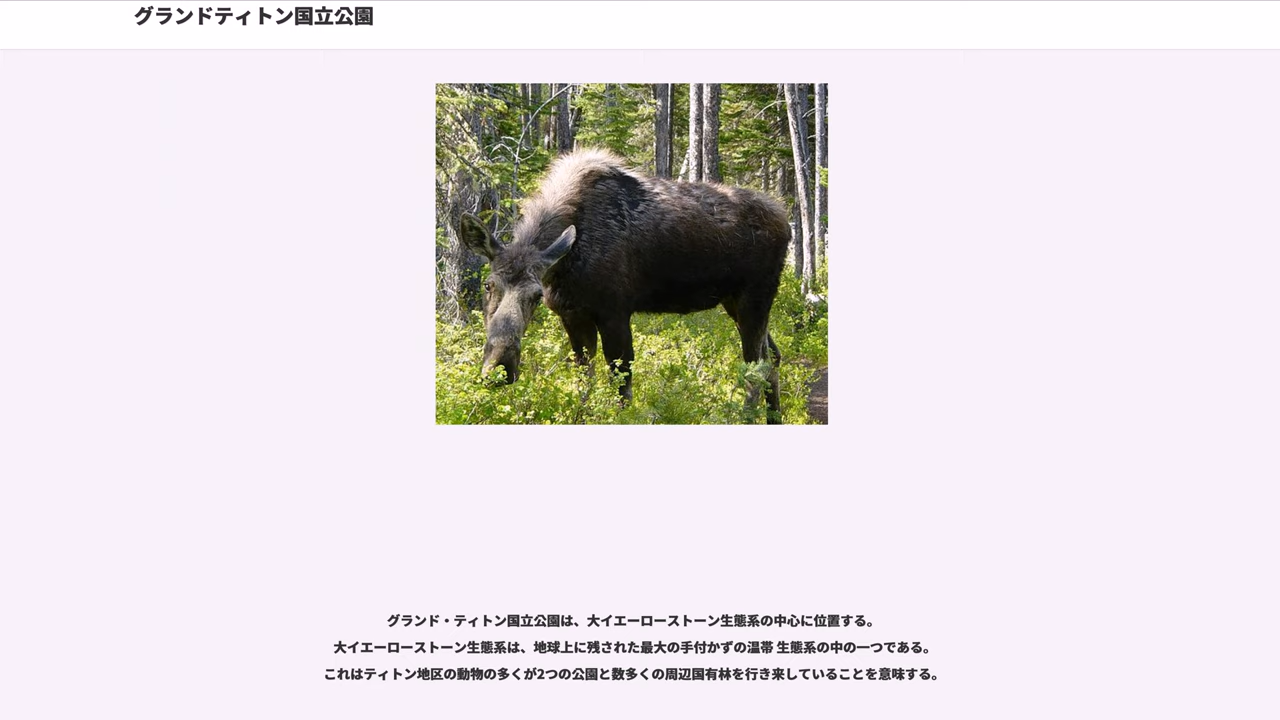 グランドティトン国立公園
グランド・ティトン国立公園は、大イエーローストーン生態系の中心に位置する。
大イエーローストーン生態系は、地球上に残された最大の手付かずの温帯 生態系の中の一つである。
これはティトン地区の動物の多くが2つの公園と数多くの周辺国有林を行き来していることを意味する。